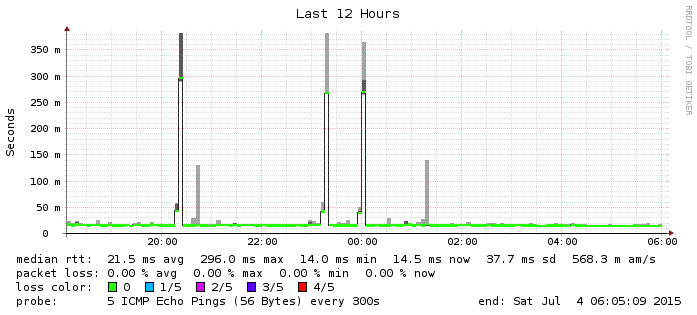 Last 12 Hours
RRDTOOL / TOBI OETIKER
Seconds
350 m
300 m
250 m
200 m
150 m
100 m
50 m
0
20:00 22:00 00:00 02:00 04:00 06:00
median rtt: 21.5 ms avg 296.0 ms max 14.0 ms min 14.5 ms now 37.7 ms sd 568.3 m am/s
packet loss: 0.00 % avg 0.00 % max 0.00 % min 0.00 % now
loss color: 0 1/5 2/5 3/5 4/5
probe: 5 ICMP Echo Pings (56 Bytes) every 300s end: Sat Jul 4 06:05:09 2015